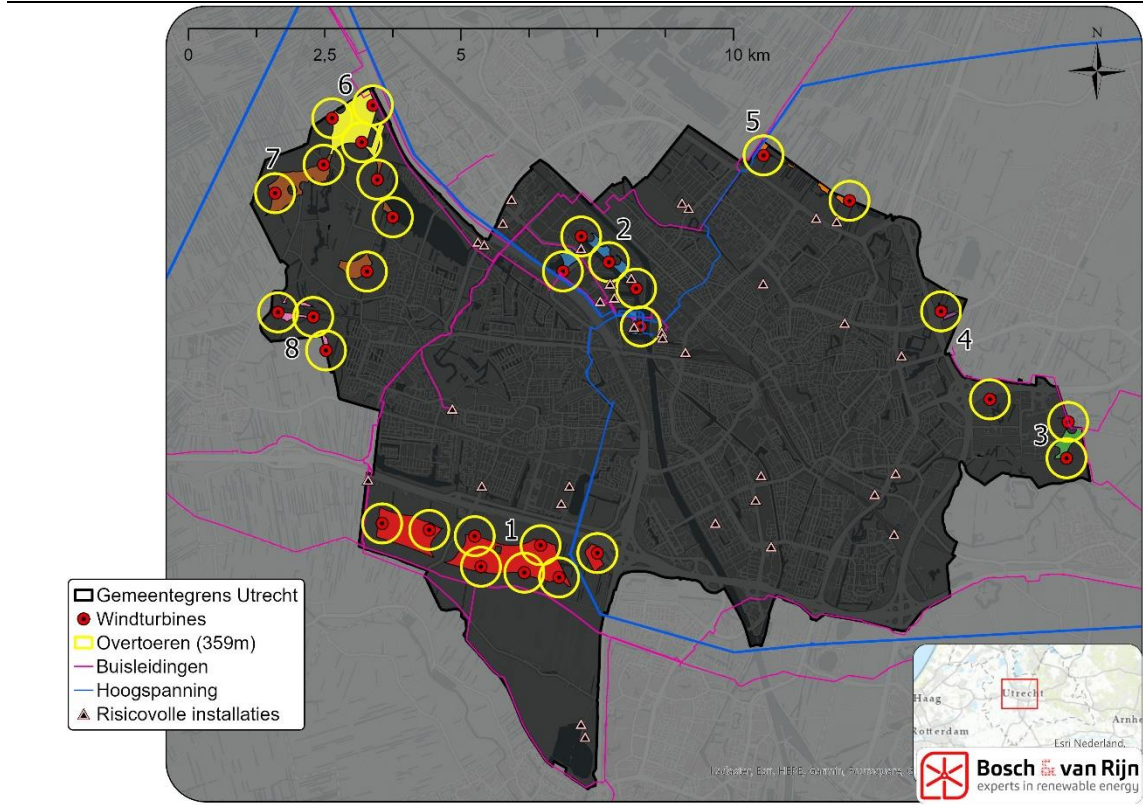 0 2,5 5 10 km
N
6
5
7
2
4
8
3
1
Gemeentegrens Utrecht
Windturbines
Overtoeren (359m)
Buisleidingen
Hoogspanning
Risicovolle installaties
Haag
Utrecht
Rotterdam
Arnhe
Esri Nederland,
Bosch & van Rijn
experts in renewable energy